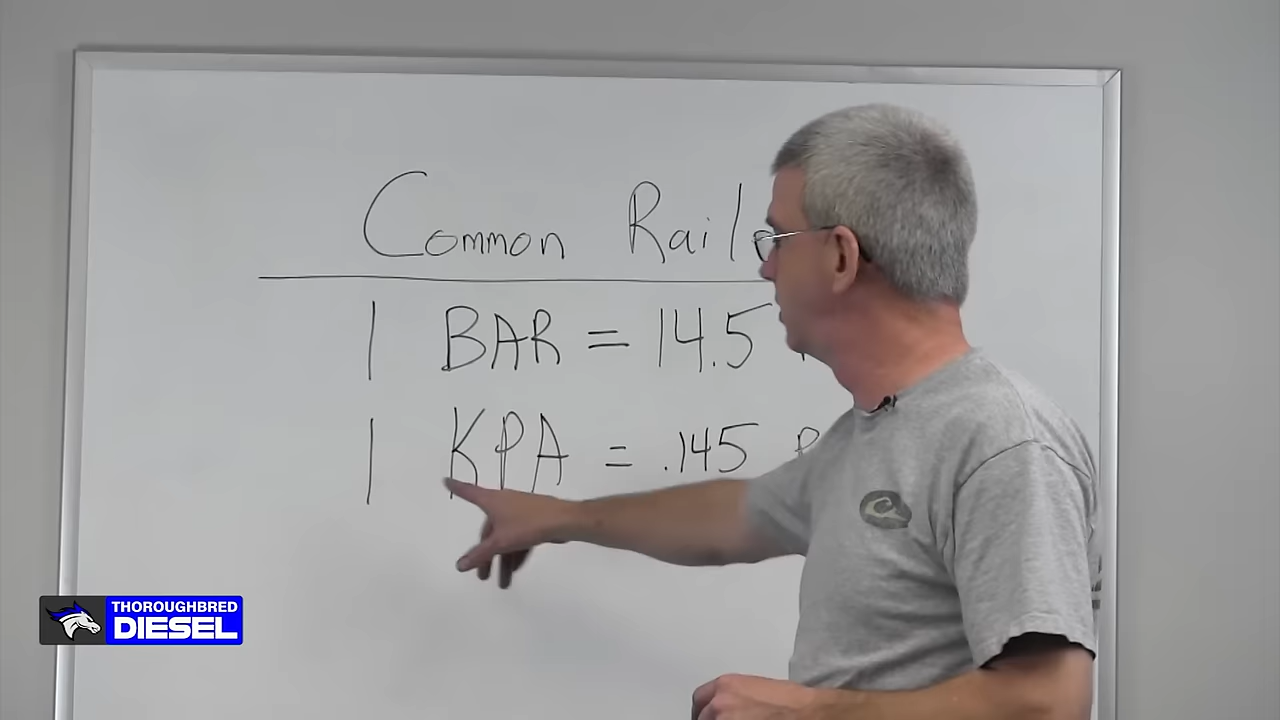 Common Rail
1 BAR = 14.5
1 KPA = .145 P
THOROUGHBRED
DIESEL